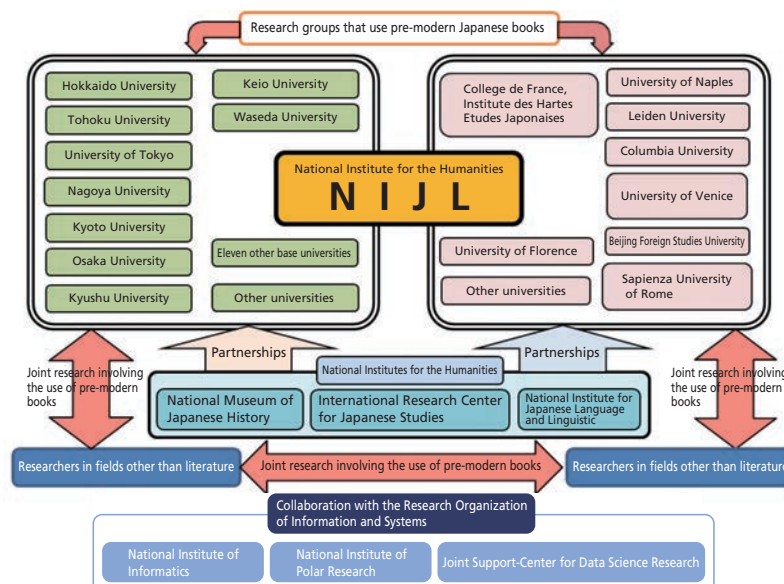 Research groups that use pre-modern Japanese books
Hokkaido University
Tohoku University
University of Tokyo
Nagoya University
Kyoto University
Osaka University
Kyushu University
Keio University
Waseda University
Eleven other base universities
Other universities
National Institute for the Humanities
N I J L
College de France,
Institute des Hartes
Etudes Japonaises
University of Florence
Other universities
University of Naples
Leiden University
Columbia University
University of Venice
Beijing Foreign Studies University
Sapienza University
of Rome
Partnerships
Partnerships
Joint research involving
the use of pre-modern
books
National Institutes for the Humanities
National Museum of
Japanese History
International Research Center
for Japanese Studies
National Institute for
Japanese Language
and Linguistic
Joint research involving
the use of pre-modern
books
Researchers in fields other than literature
Joint research involving the use of pre-modern books
Researchers in fields other than literature
Collaboration with the Research Organization
of Information and Systems
National Institute of
Informatics
National Institute of
Polar Research
Joint Support-Center for Data Science Research